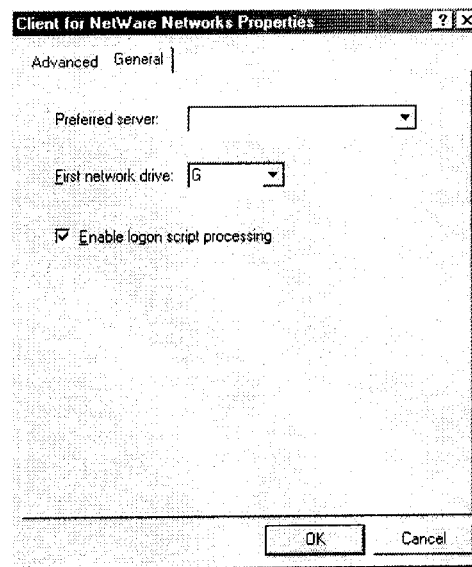 Client for NetWare Networks Properties ? ×
Advanced General
Preferred server:
First network drive: G
Enable logon script processing
OK Cancel